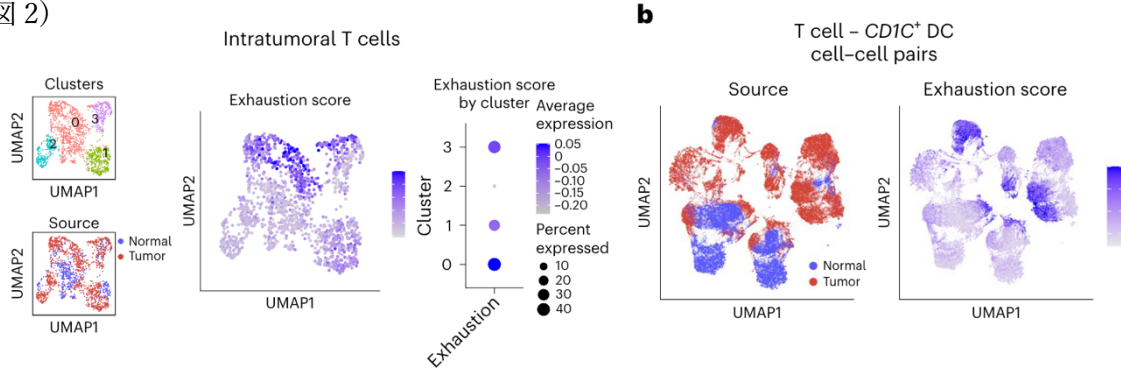 図 2)
Intratumoral T cells
Clusters
0
3
2
1
UMAP2
UMAP1
Source
Normal
Tumor
UMAP2
UMAP1
Exhaustion score
UMAP2
UMAP1
Exhaustion score
by cluster
Cluster
3
2
1
0
Exhaustion
Average
expression
0.05
0
−0.05
−0.10
−0.15
−0.20
Percent
expressed
10
20
30
40
b
T cell – CD1C+ DC
cell–cell pairs
Source
UMAP2
Normal
Tumor
UMAP1
Exhaustion score
UMAP2
UMAP1